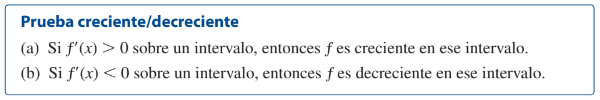 Prueba creciente/decreciente
(a) Si f′(x) > 0 sobre un intervalo, entonces f es creciente en ese intervalo.
(b) Si f′(x) < 0 sobre un intervalo, entonces f es decreciente en ese intervalo.